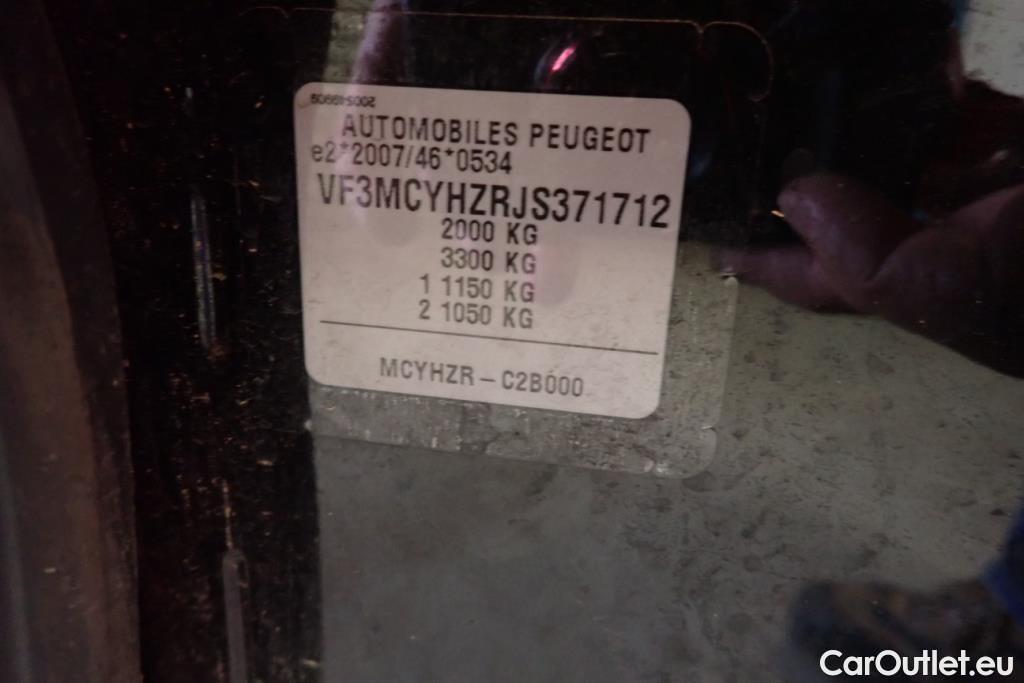 AUTOMOBILES PEUGEOT
e2*2007/46*0534
VF3MCYHZRJS371712
2000 KG
3300 KG
1 1150 KG
2 1050 KG
MCYHZR – C2B000
CarOutlet.eu